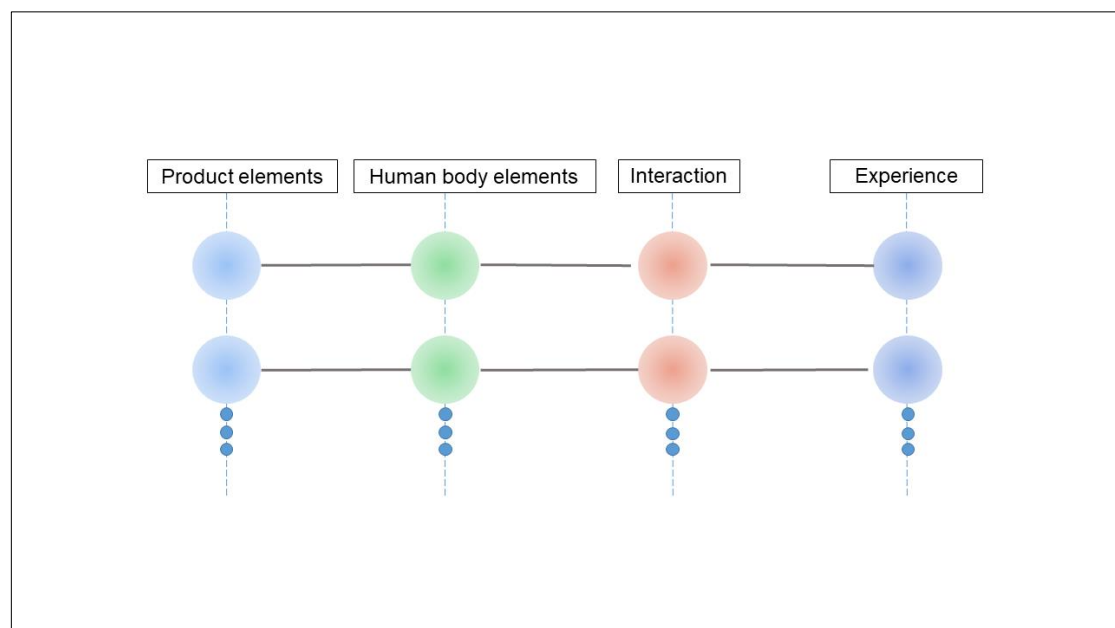 Product elements
Human body elements
Interaction
Experience